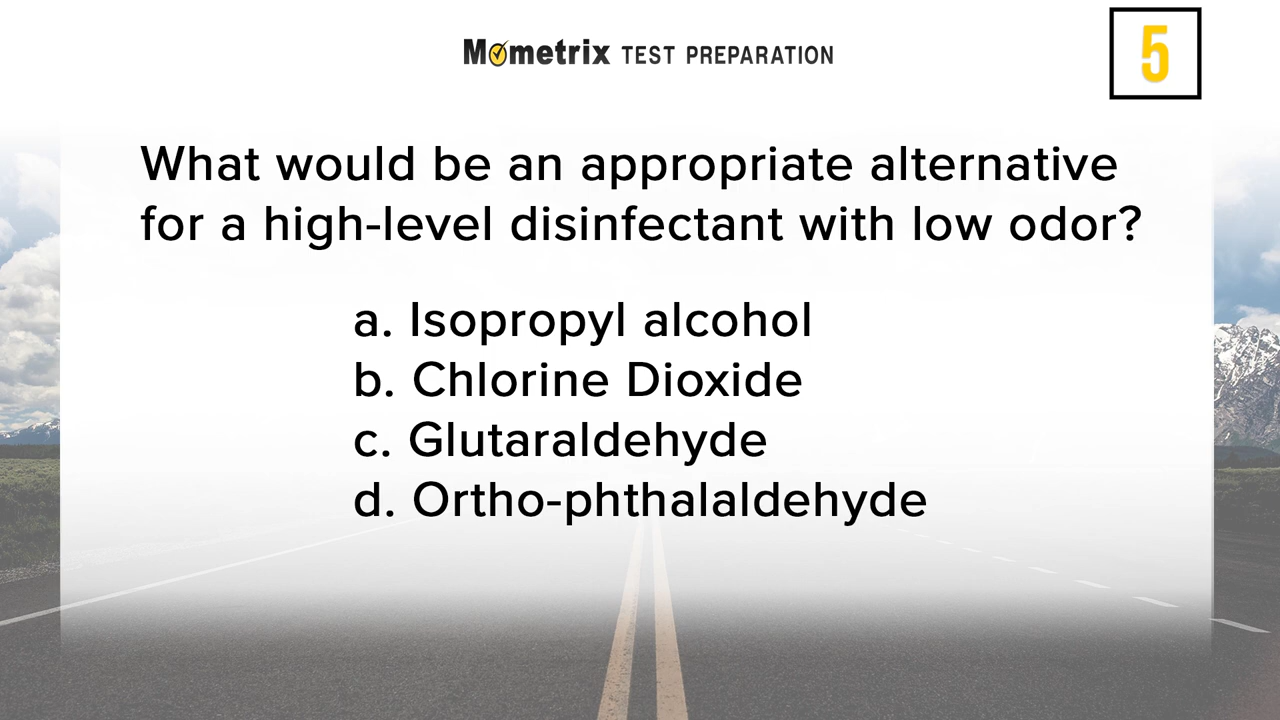 Mometrix TEST PREPARATION
5
What would be an appropriate alternative
for a high-level disinfectant with low odor?
a. Isopropyl alcohol
b. Chlorine Dioxide
c. Glutaraldehyde
d. Ortho-phthalaldehyde